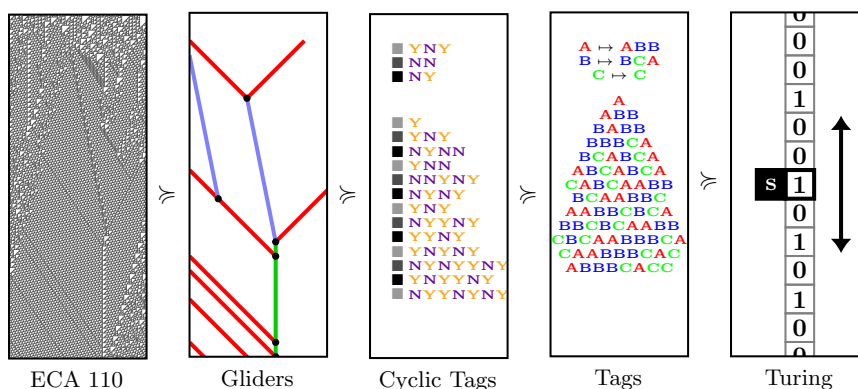 YNY
NN
NY
Y
YNY
NYNN
YNN
NNYNY
NYNY
YNY
NYYNY
YYNY
YNYNY
NYNYYNY
YNYYNY
NYYNYNY
A ↦ ABB
B ↦ BCA
C ↦ C
A
ABB
BABB
BBBCA
BCABCA
ABCABCA
CABCAABB
BCAABBC
AABBCBCA
BBCBCAABB
CBCAABBBCA
CAABBBCAC
ABBBCACC
0
0
0
1
0
0
s 1
0
1
0
1
0
0
ECA 110
Gliders
Cyclic Tags
Tags
Turing